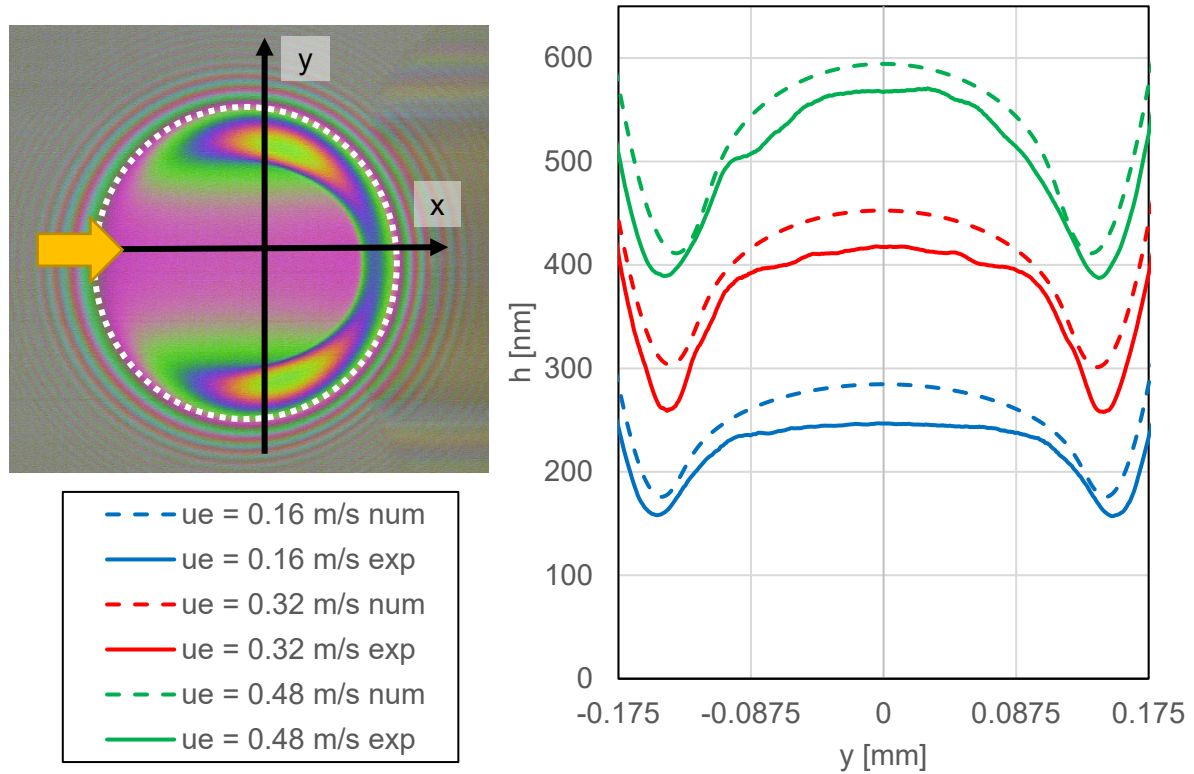 y
x
ue = 0.16 m/s num
ue = 0.16 m/s exp
ue = 0.32 m/s num
ue = 0.32 m/s exp
ue = 0.48 m/s num
ue = 0.48 m/s exp
h [nm]
600
500
400
300
200
100
0
-0.175 -0.0875 0 0.0875 0.175
y [mm]